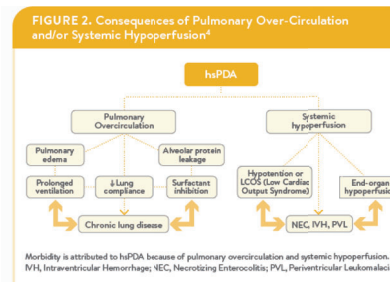 FIGURE 2. Consequences of Pulmonary Over-Circulation
and/or Systemic Hypoperfusion4
hsPDA
Pulmonary
Overcirculation
Systemic
hypoperfusion
Pulmonary
edema
Alveolar protein
leakage
Prolonged
ventilation
↓Lung
compliance
Surfactant
inhibition
Hypotention or
LCOS (Low Cardiac
Output Syndrome)
End-organ
hypoperfusion
Chronic lung disease
NEC, IVH, PVL
Morbidity is attributed to hsPDA because of pulmonary overcirculation and systemic hypoperfusion.
IVH, Intraventricular Hemorrhage; NEC, Necrotizing Enterocolitis; PVL, Periventricular Leukomalaci